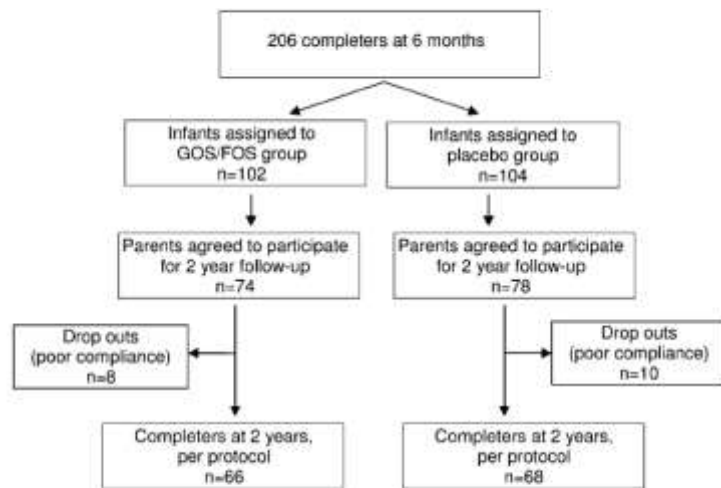 206 completers at 6 months
Infants assigned to
GOS/FOS group
n=102
Infants assigned to
placebo group
n=104
Parents agreed to participate
for 2 year follow-up
n=74
Parents agreed to participate
for 2 year follow-up
n=78
Drop outs
(poor compliance)
n=8
Drop outs
(poor compliance)
n=10
Completers at 2 years,
per protocol
n=66
Completers at 2 years,
per protocol
n=68